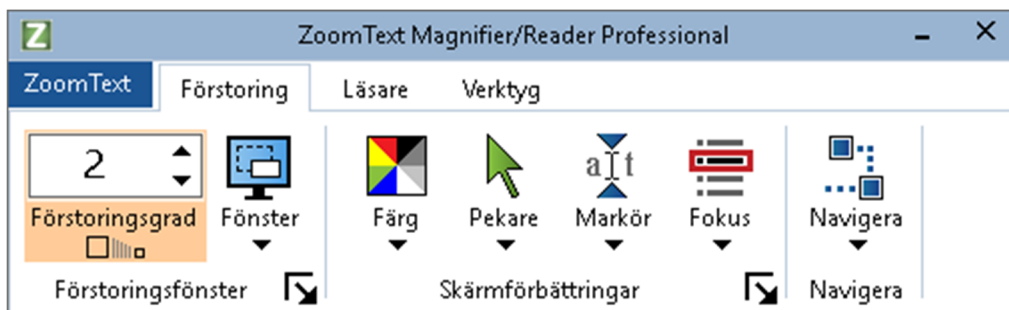 ZoomText Magnifier/Reader Professional
ZoomText Förstoring Läsare Verktyg
2
Förstoringsgrad Fönster Färg Pekare Markör Fokus Navigera
Förstoringsfönster Skärmförbättringar Navigera